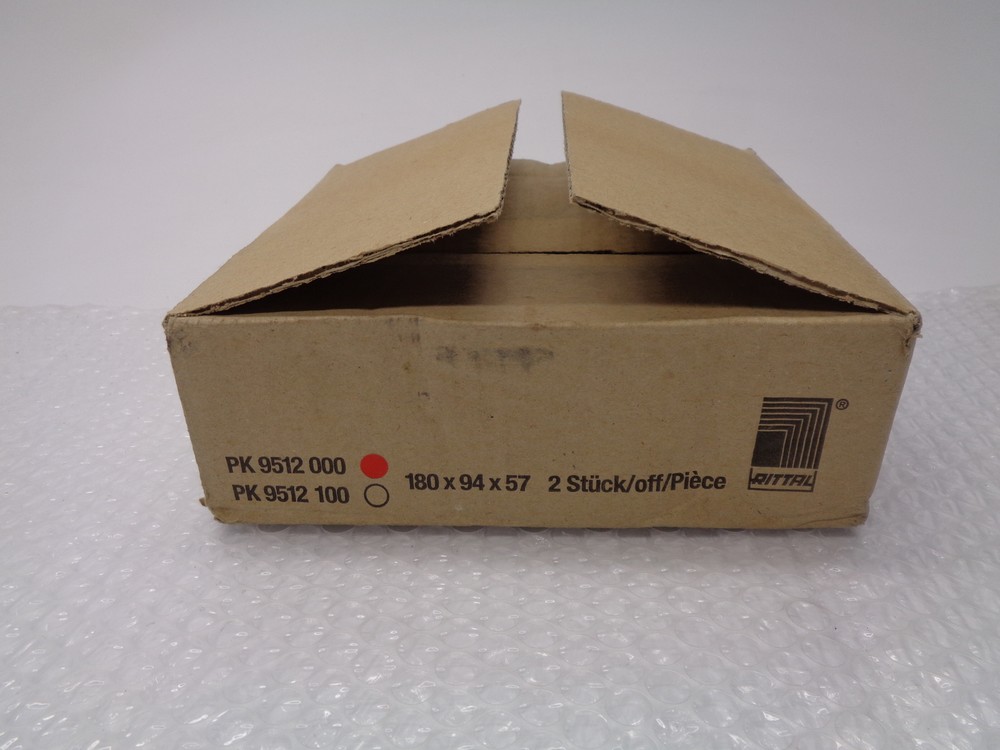 PK 9512 000
PK 9512 100
180 x 94 x 57 2 Stück/off/Pièce
®
RITTAL